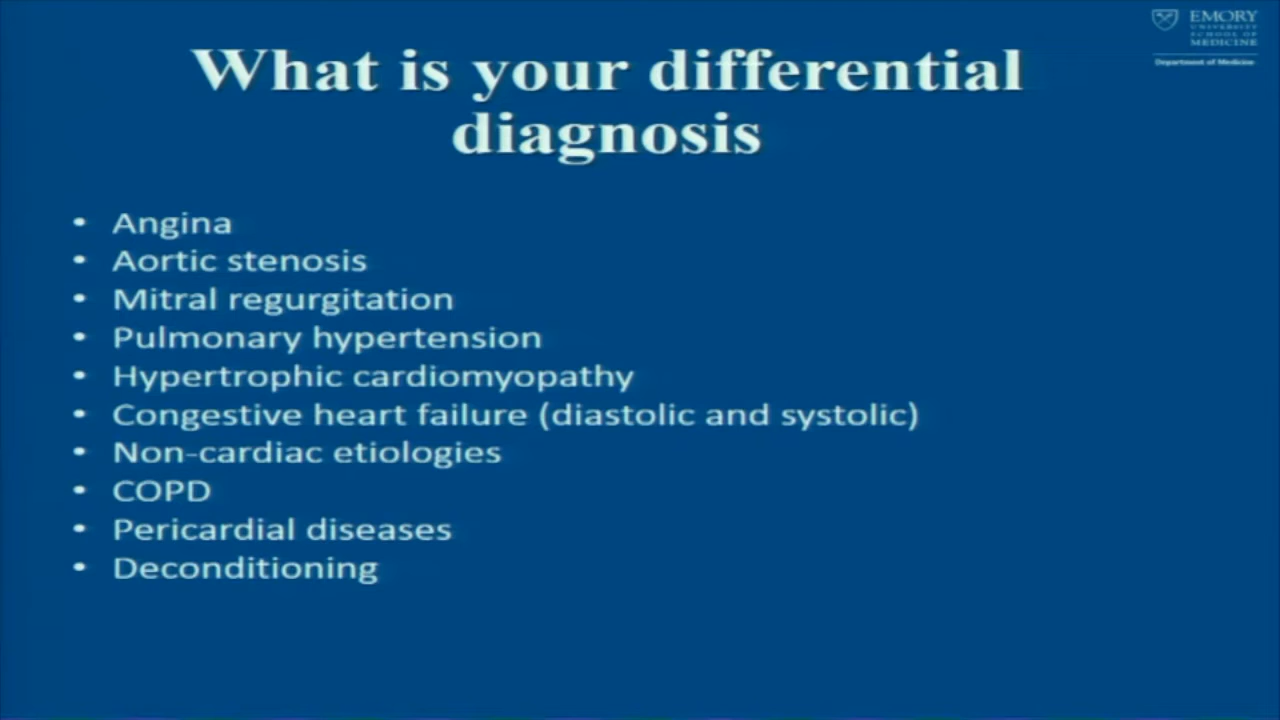 EMORY
UNIVERSITY
SCHOOL OF
MEDICINE
Department of Medicine
What is your differential
diagnosis
• Angina
• Aortic stenosis
• Mitral regurgitation
• Pulmonary hypertension
• Hypertrophic cardiomyopathy
• Congestive heart failure (diastolic and systolic)
• Non-cardiac etiologies
• COPD
• Pericardial diseases
• Deconditioning